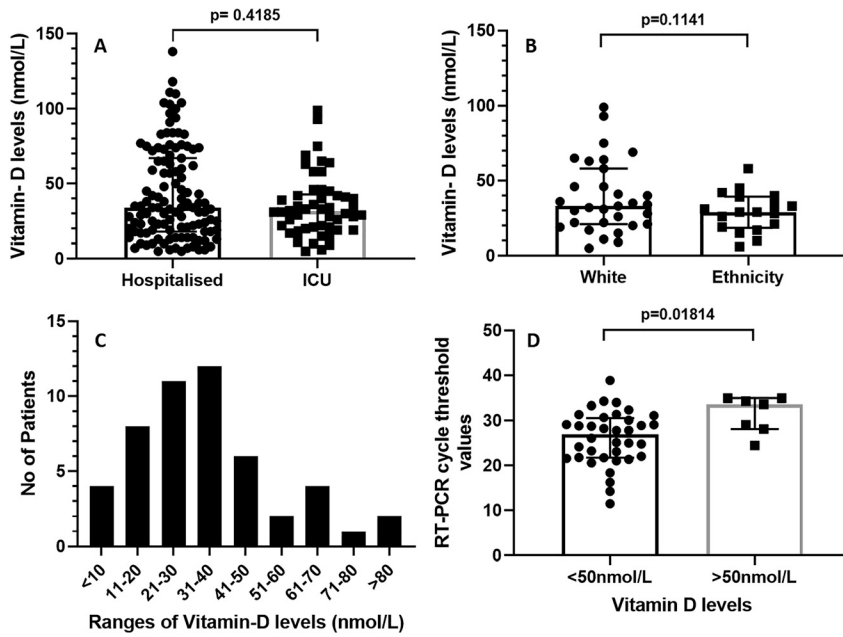 A
p= 0.4185
Vitamin- D levels (nmol/L)
150
100
50
0
Hospitalised
ICU
B
p=0.1141
Vitamin- D levels (nmol/L)
150
100
50
0
White
Ethnicity
C
No of Patients
15
10
5
0
<10
11-20
21-30
31-40
41-50
51-60
61-70
71-80
>80
Ranges of Vitamin-D levels (nmol/L)
D
p=0.01814
RT-PCR cycle threshold
values
50
40
30
20
10
0
<50nmol/L
>50nmol/L
Vitamin D levels